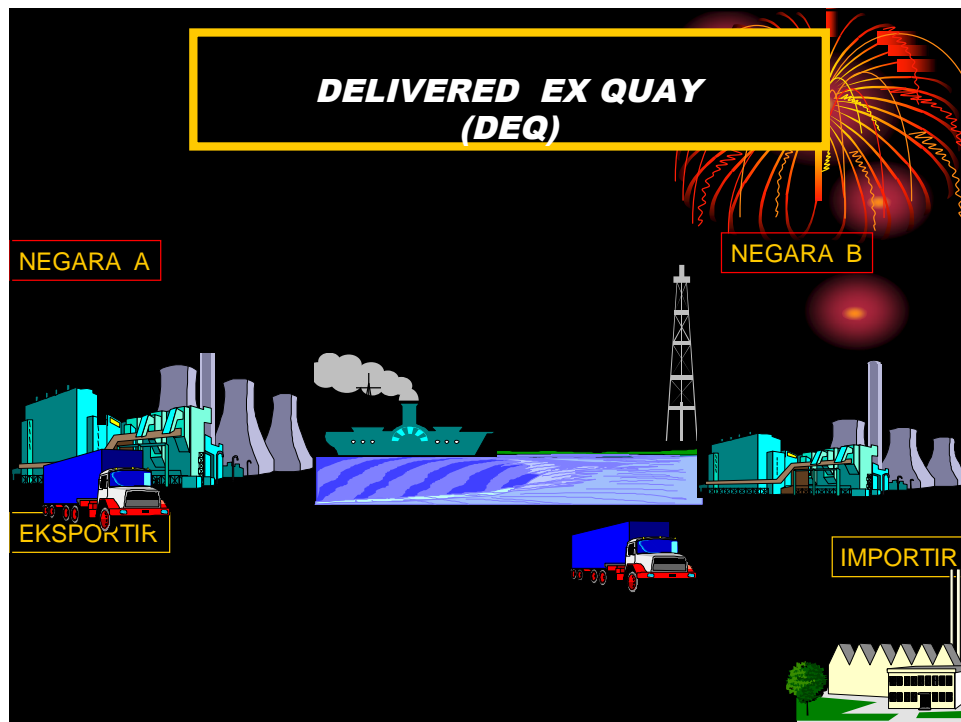 DELIVERED EX QUAY
(DEQ)
NEGARA A
NEGARA B
EKSPORTIR
IMPORTIR